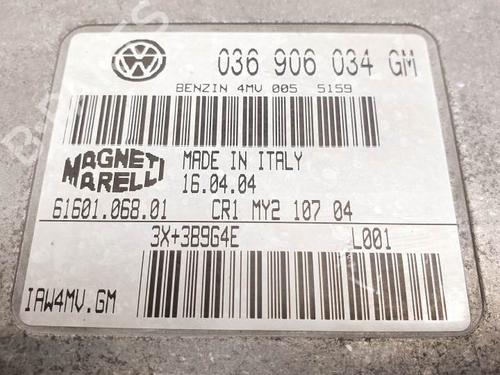 036 906 034 GM
BENZIN 4MV 005 5159
MAGNETI
MARELLI
MADE IN ITALY
16.04.04
61601.068.01 CR1 MY2 107 04
3X+3B9G4E L001
IAW4MV.GM